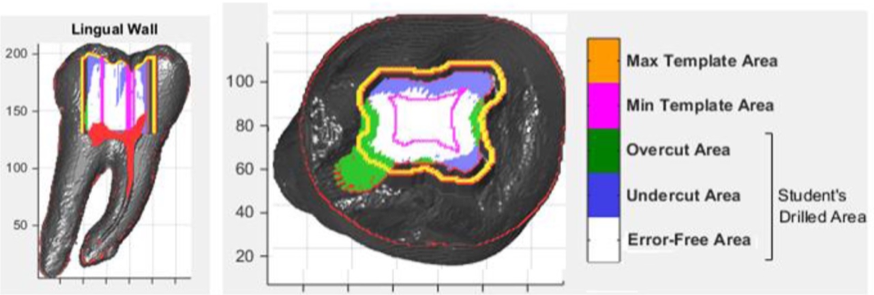 Lingual Wall
200
150
100
50
100
80
60
40
20
Max Template Area
Min Template Area
Overcut Area
Undercut Area
Error-Free Area
Student's
Drilled Area